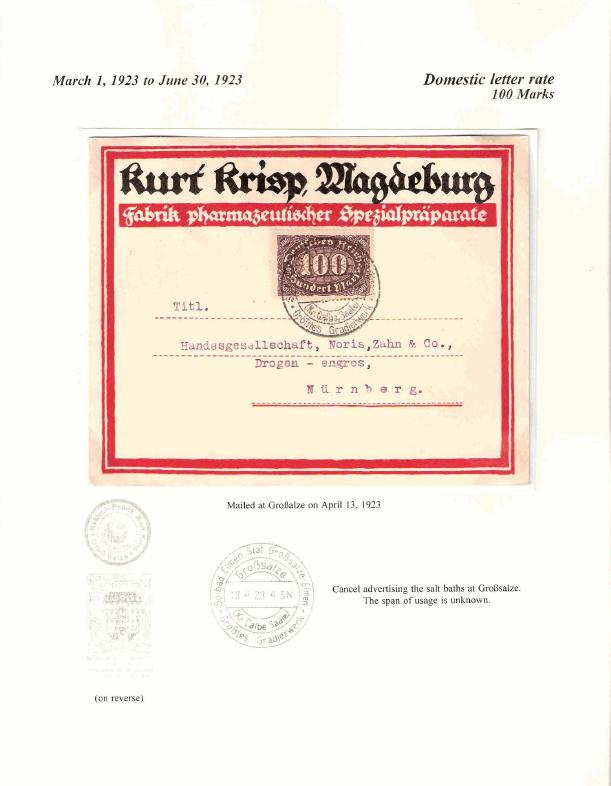 March 1, 1923 to June 30, 1923
Domestic letter rate
100 Marks
Kurt Krisp, Magdeburg
Fabrik pharmazeutischer Spezialpräparate
Deutsches Reich
100
Hundert Mark
(Kr. Calbe, Saale)
Größtes Gradierwerk
Titl.
Handesgesellschaft, Noris,Zahn & Co.,
Drogen - engros,
Nürnberg.
Mailed at Großalze on April 13, 1923
Solbad Elmen Stat Großsalze-Elmen
Großsalze
13 4 23 4 5N
(Kr. Calbe Saale)
Größtes Gradierwerk
Cancel advertising the salt baths at Großsalze.
The span of usage is unknown.
(on reverse)